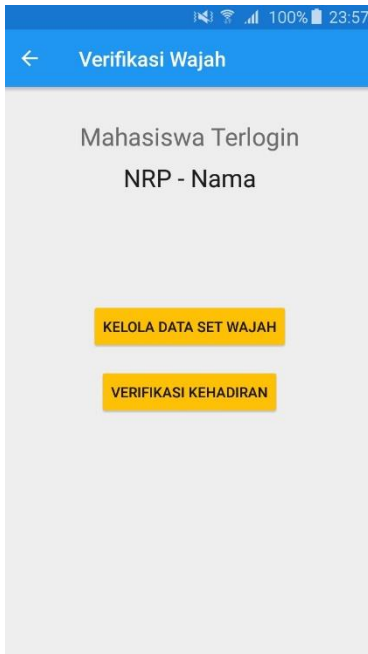 100% 23:57
Verifikasi Wajah
Mahasiswa Terlogin
NRP - Nama
KELOLA DATA SET WAJAH
VERIFIKASI KEHADIRAN